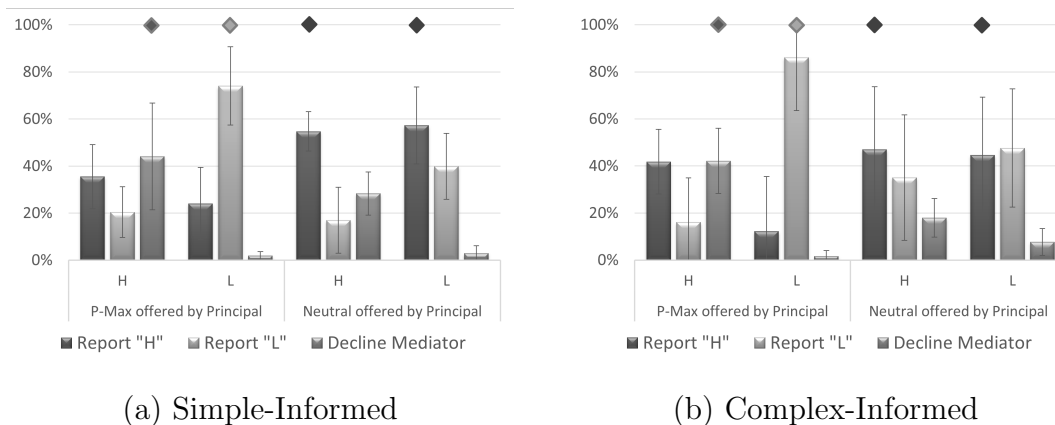 100%
80%
60%
40%
20%
0%
H L H L
P-Max offered by Principal Neutral offered by Principal
Report "H" Report "L" Decline Mediator
(a) Simple-Informed
100%
80%
60%
40%
20%
0%
H L H L
P-Max offered by Principal Neutral offered by Principal
Report "H" Report "L" Decline Mediator
(b) Complex-Informed